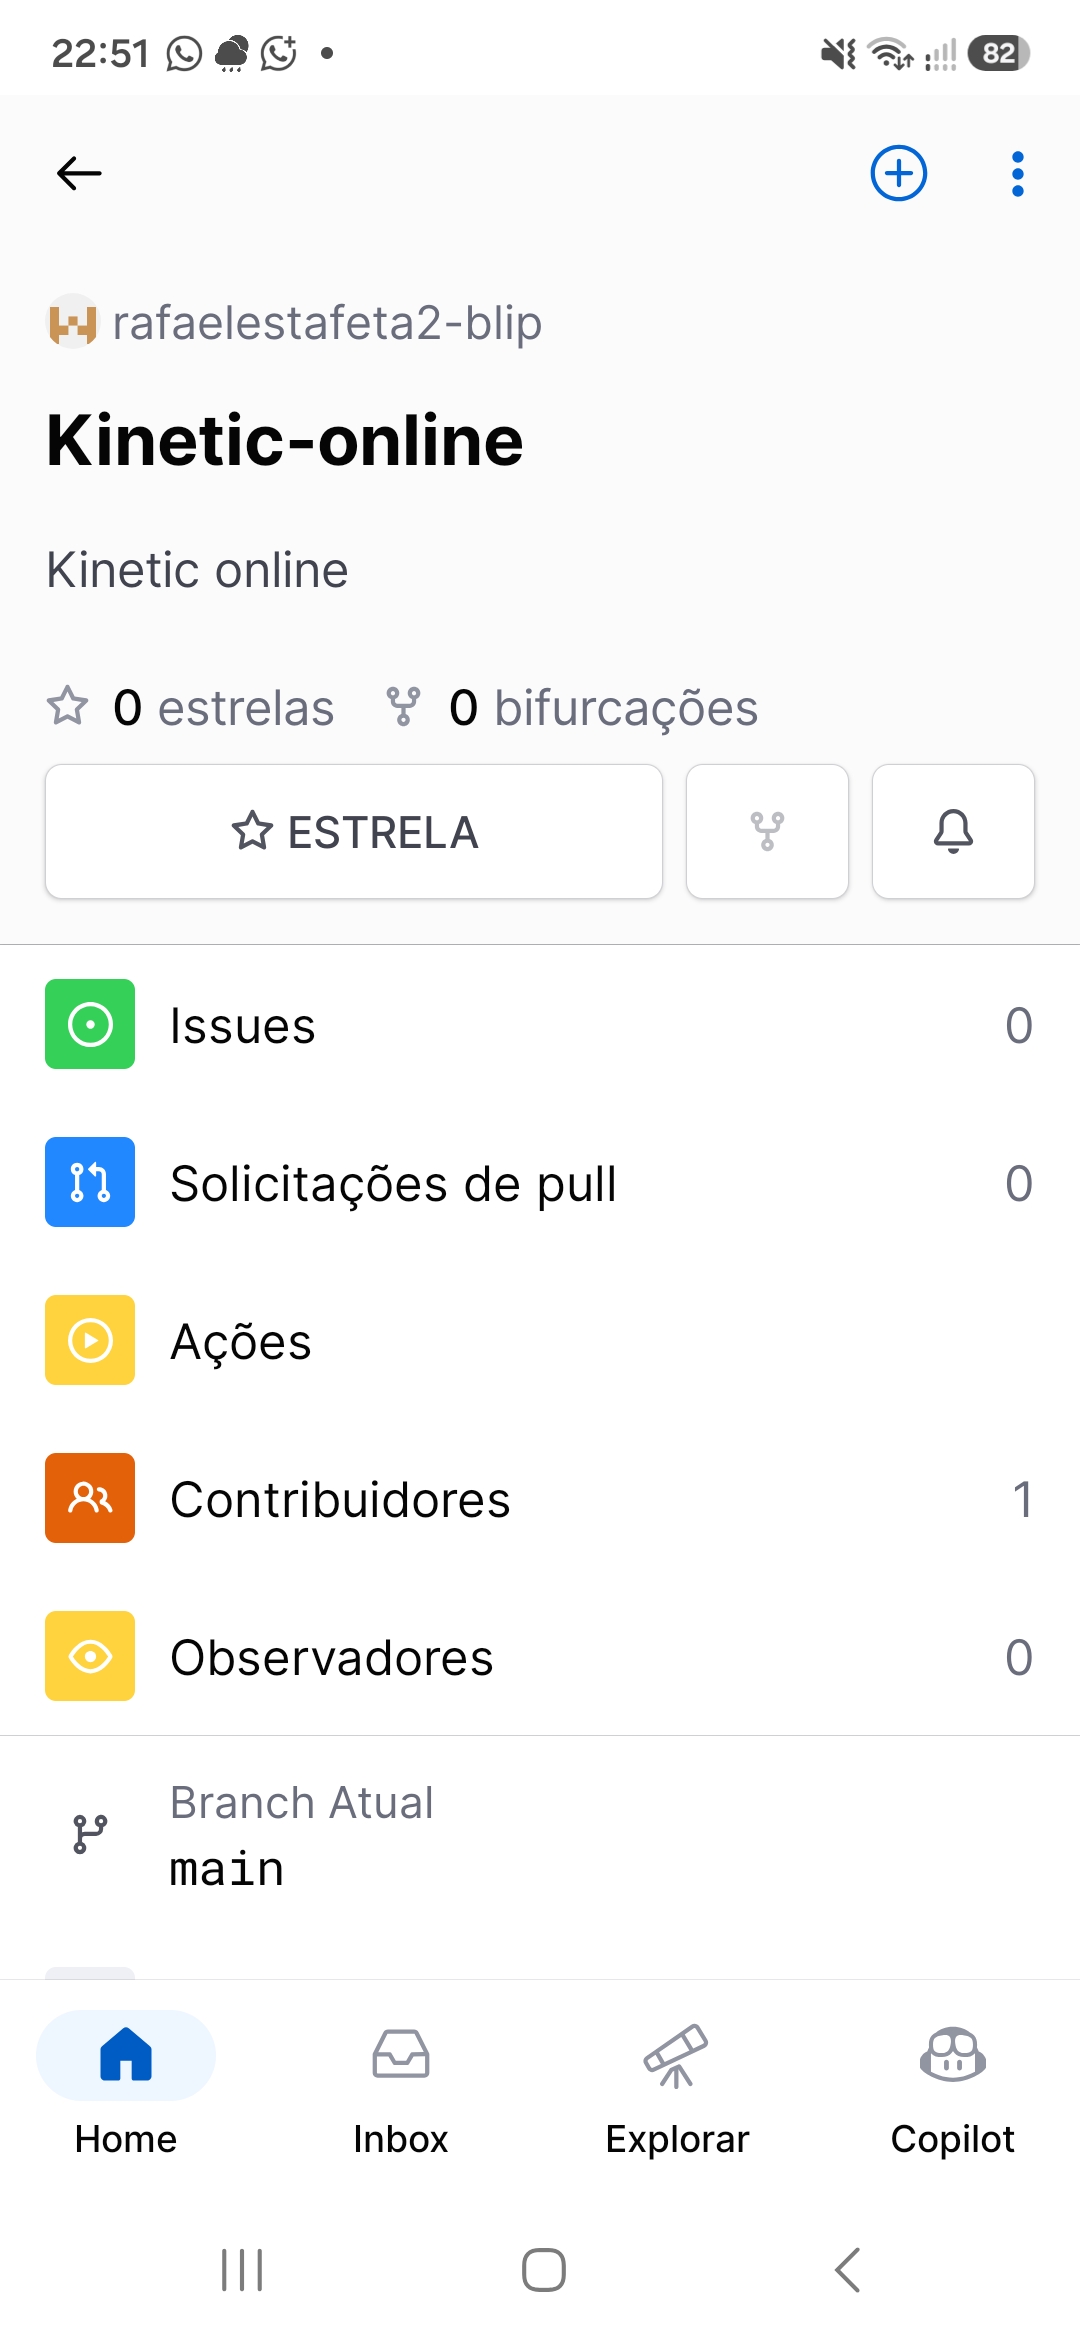 22:51
82
rafaelestafeta2-blip
Kinetic-online
Kinetic online
0 estrelas 0 bifurcações
ESTRELA
Issues 0
Solicitações de pull 0
Ações
Contribuidores 1
Observadores 0
Branch Atual
main
Home Inbox Explorar Copilot